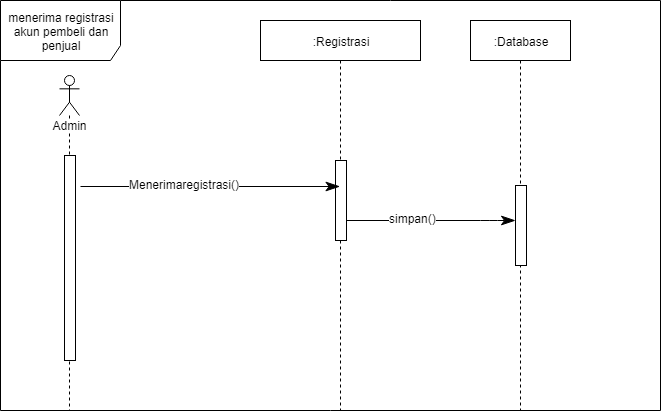 menerima registrasi
akun pembeli dan
penjual
:Registrasi
:Database
Admin
Menerimaregistrasi()
simpan()